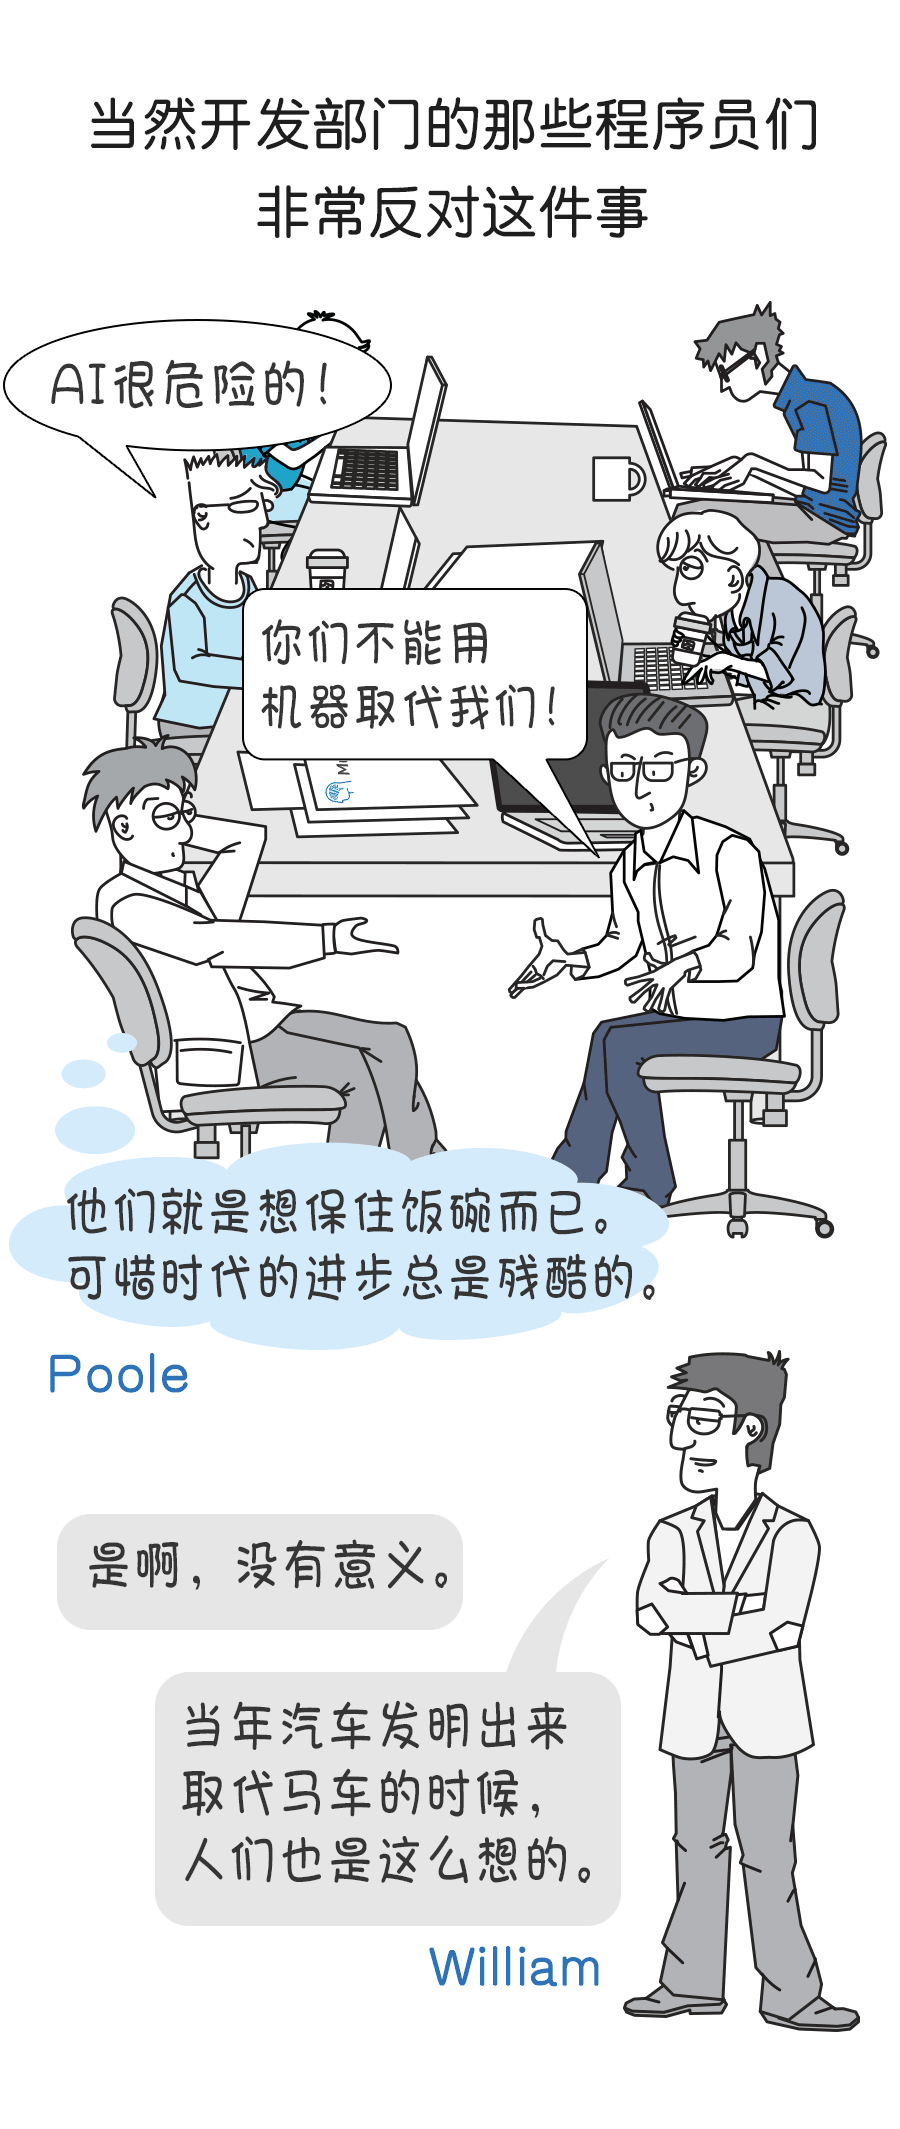 当然开发部门的那些程序员们
非常反对这件事
AI很危险的！
你们不能用
机器取代我们！
他们就是想保住饭碗而已。
可惜时代的进步总是残酷的。
Poole
是啊，没有意义。
当年汽车发明出来
取代马车的时候，
人们也是这么想的。
William